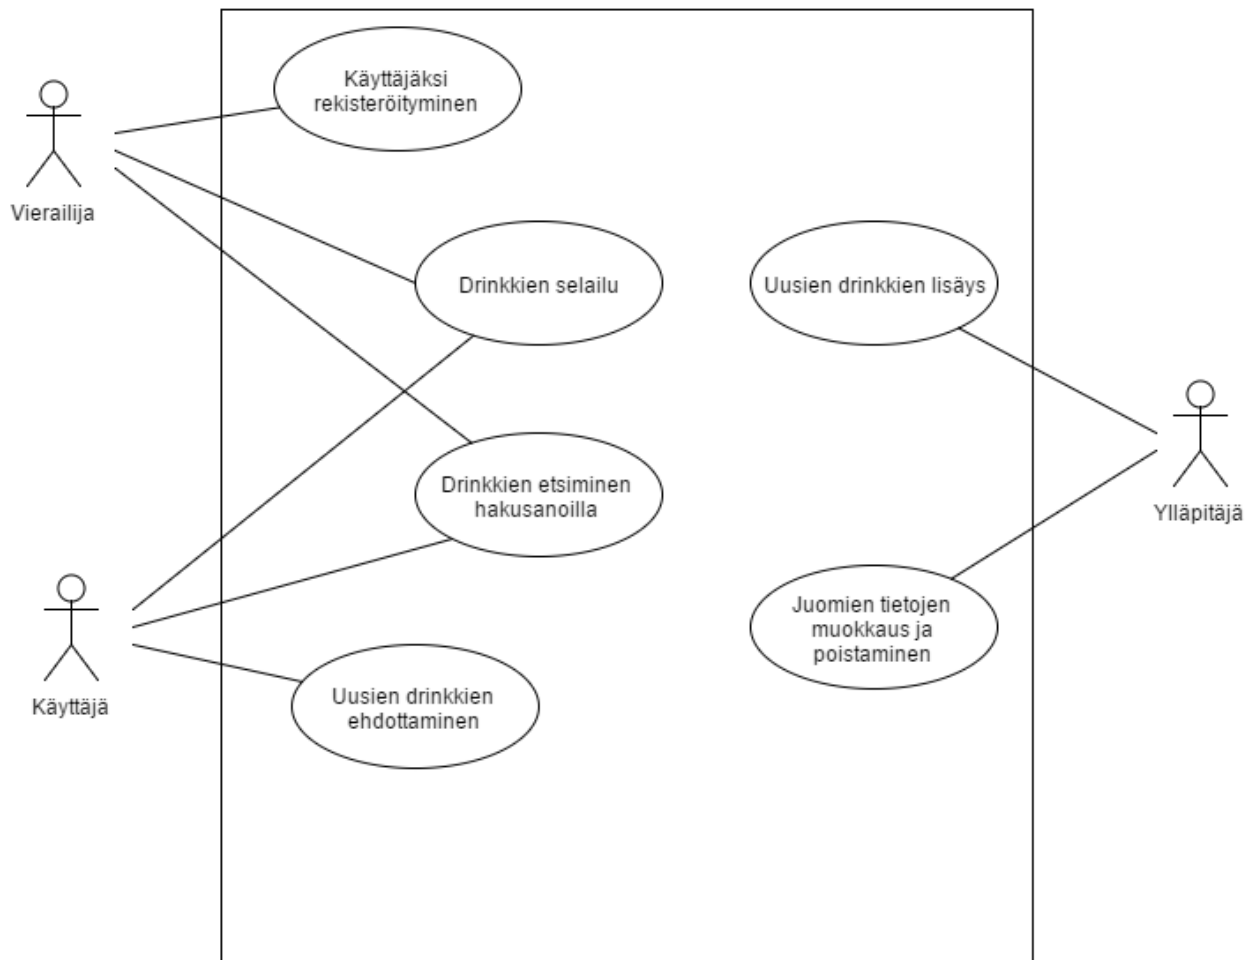 Käyttäjäksi
rekisteröityminen
Vierailija
Drinkkien selailu
Uusien drinkkien lisäys
Drinkkien etsiminen
hakusanoilla
Ylläpitäjä
Juomien tietojen
muokkaus ja
poistaminen
Käyttäjä
Uusien drinkkien
ehdottaminen